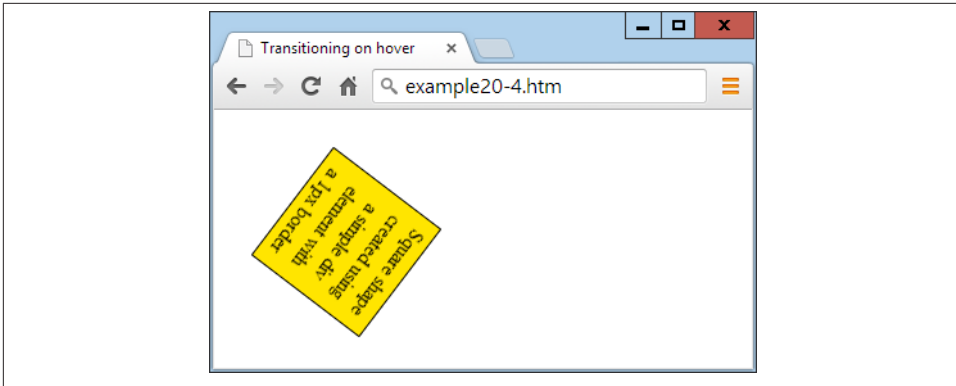 Transitioning on hover
example20-4.htm
Square shape
created using
a simple div
element with
a 1px border